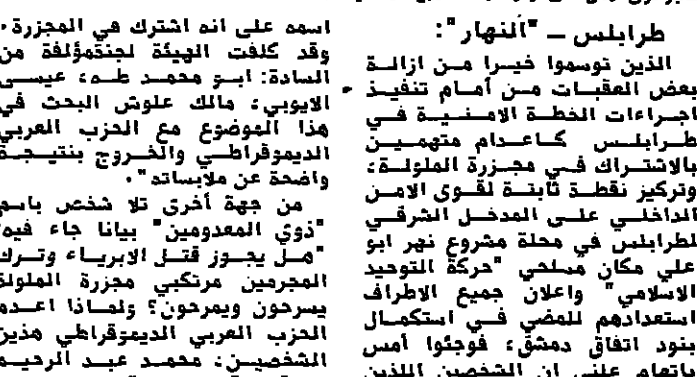 طرابلس – "النهار":
الذين توسموا خيرا من ازالة
بعض العقبات من أمام تنفيذ
اجراءات الخطة الامنية في
طرابلس كاعدام متهمين
بالاشتراك في مجزرة الملولة،
وتركيز نقطة ثابتة لقوى الامن
الداخلي على المدخل الشرقي
لطرابلس في محلة مشروع نهر ابو
علي مكان مسلحي "حركة التوحيد
الاسلامي" واعلان جميع الاطراف
استعدادهم للمضي في استكمال
بنود اتفاق دمشق، فوجئوا أمس
باتهام علني ان الشخصين اللذين
اسمه على انه اشترك في المجزرة.
وقد كلفت الهيئة لجنةمؤلفة من
السادة: ابو محمد طه، عيسى
الايوبي، مالك علوش البحث في
هذا الموضوع مع الحزب العربي
الديموقراطي والخروج بنتيجة
واضحة عن ملابساته".
من جهة أخرى تلا شخص باسم
"ذوي المعدومين" بيانا جاء فيه:
"هل يجوز قتل الابرياء وترك
المجرمين مرتكبي مجزرة الملولة
يسرحون ويمرحون؟ ولماذا اعدم
الحزب العربي الديموقراطي هذين
الشخصين: محمد عبد الرحيم